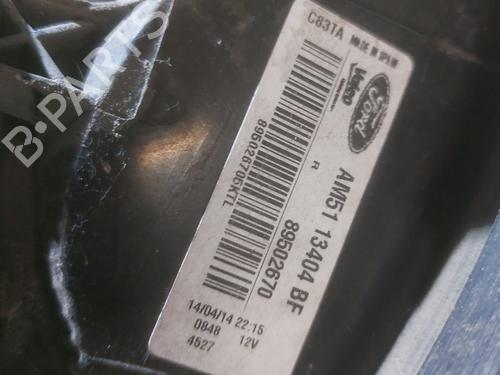 C83TA MADE IN SPAIN
Valeo
Ford
R
AM51 13404 BF
895026705KTL
89502670
14/04/14 22:15
0848 12V
4527
B-PARTS